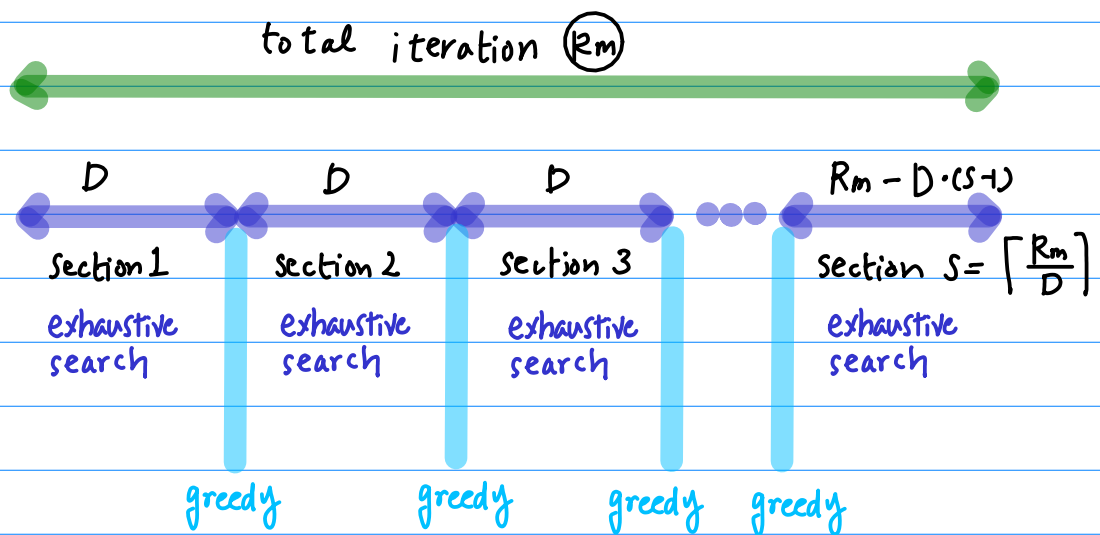 total iteration Rm
D D D Rm - D·(S-1)
section 1 section 2 section 3 section S = ⌈Rm/D⌉
exhaustive exhaustive exhaustive exhaustive
search search search search
greedy greedy greedy greedy